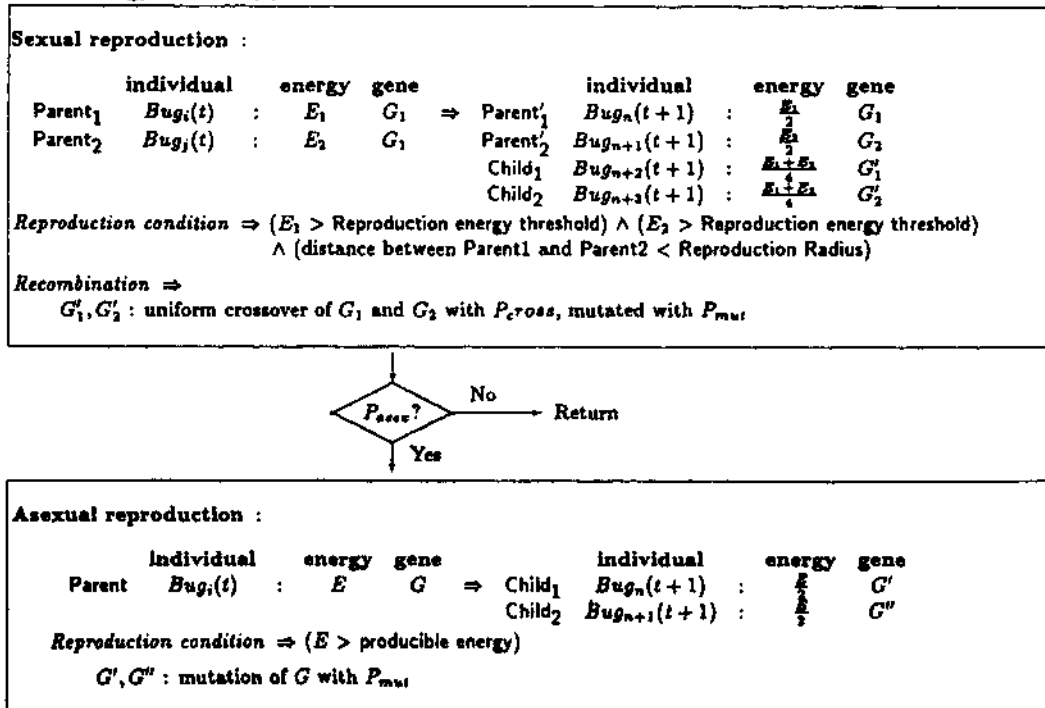 Sexual reproduction :
individual energy gene individual energy gene
Parent₁ Bugᵢ(t) : E₁ G₁ ⇒ Parent′₁ Bugₙ(t + 1) : E₁/2 G₁
Parent₂ Bugⱼ(t) : E₂ G₁ Parent′₂ Bugₙ₊₁(t + 1) : E₂/2 G₂
Child₁ Bugₙ₊₂(t + 1) : (E₁+E₂)/4 G′₁
Child₂ Bugₙ₊₃(t + 1) : (E₁+E₂)/4 G′₂
Reproduction condition ⇒ (E₁ > Reproduction energy threshold) ∧ (E₂ > Reproduction energy threshold)
∧ (distance between Parent1 and Parent2 < Reproduction Radius)
Recombination ⇒
G′₁, G′₂ : uniform crossover of G₁ and G₂ with P_cross, mutated with P_mut
P_asex?
No
Return
Yes
Asexual reproduction :
individual energy gene individual energy gene
Parent Bugᵢ(t) : E G ⇒ Child₁ Bugₙ(t + 1) : E/2 G′
Child₂ Bugₙ₊₁(t + 1) : E/2 G″
Reproduction condition ⇒ (E > producible energy)
G′, G″ : mutation of G with P_mut